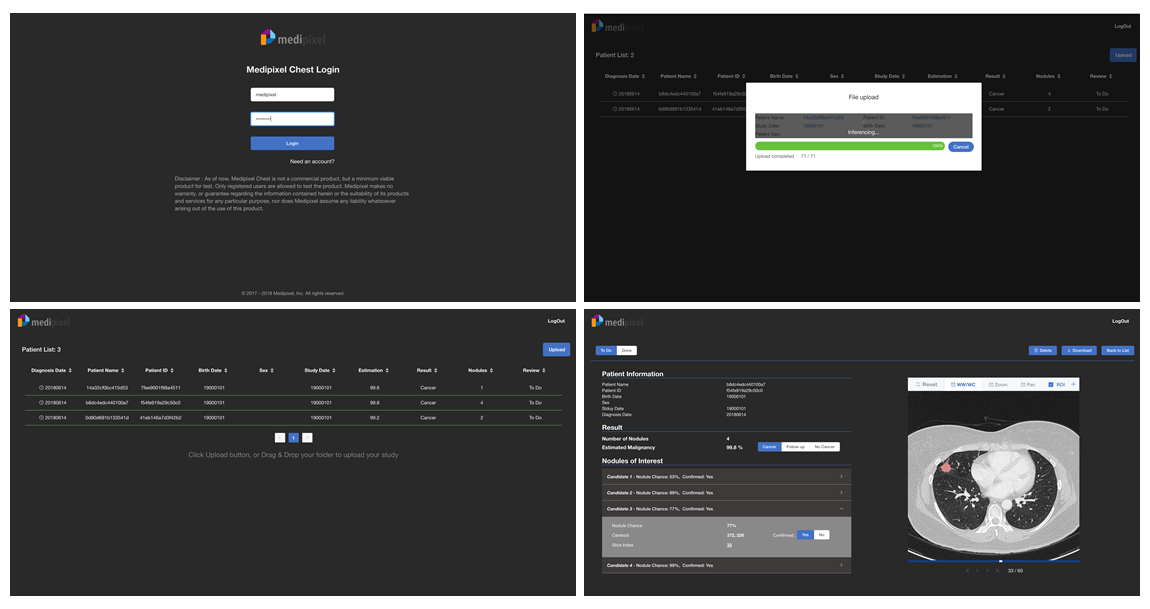 medipixel
Medipixel Chest Login
medipixel
Login
Need an account?
Disclaimer : As of now, Medipixel Chest is not a commercial product, but a minimum viable
product for test. Only registered users are allowed to test the product. Medipixel makes no
warranty, or guarantee regarding the information contained herein or the suitability of its products
and services for any particular purpose, nor does Medipixel assume any liability whatsoever
arising out of the use of this product.
© 2017 - 2018 Medipixel, Inc. All rights reserved.
medipixel LogOut
Patient List: 2 Upload
Diagnosis Date Patient Name Patient ID Birth Date Sex Study Date Estimation Result Nodules Review
20180614 b8dc4edc440100a7 Cancer 4 To Do
20180614 0d90d681b133541d Cancer 2 To Do
File upload
Patient Name: 14a32cf0bc415d53 Patient ID:
Study Date: 19000101 Birth Date: 19000101
Patient Sex:
Inferencing...
100% Cancel
Upload completed 71 / 71
medipixel LogOut
Patient List: 3 Upload
Diagnosis Date Patient Name Patient ID Birth Date Sex Study Date Estimation Result Nodules Review
20180614 14a32cf0bc415d53 7fee9001f98a4511 19000101 19000101 99.6 Cancer 1 To Do
20180614 b8dc4edc440100a7 f54fe919a29c50c0 19000101 19000101 99.8 Cancer 4 To Do
20180614 0d90d681b133541d 41eb146a7d3f42b2 19000101 19000101 99.2 Cancer 2 To Do
1
Click Upload button, or Drag & Drop your folder to upload your study
medipixel LogOut
To Do Done Delete Download Back to List
Patient Information
Patient Name b8dc4edc440100a7
Patient ID f54fe919a29c50c0
Birth Date 19000101
Sex
Stduy Date 19000101
Diagnosis Date 20180614
Result
Number of Nodules 4
Estimated Malignancy 99.8 % Cancer Follow up No Cancer
Nodules of Interest
Candidate 1 - Nodule Chance: 53%, Confirmed: Yes
Candidate 2 - Nodule Chance: 99%, Confirmed: Yes
Candidate 3 - Nodule Chance: 77%, Confirmed: Yes
Nodule Chance 77%
Centroid 372, 226 Confirmed: Yes No
Slice Index 33
Candidate 4 - Nodule Chance: 99%, Confirmed: Yes
Reset WW/WC Zoom Pan ROI
33 / 60